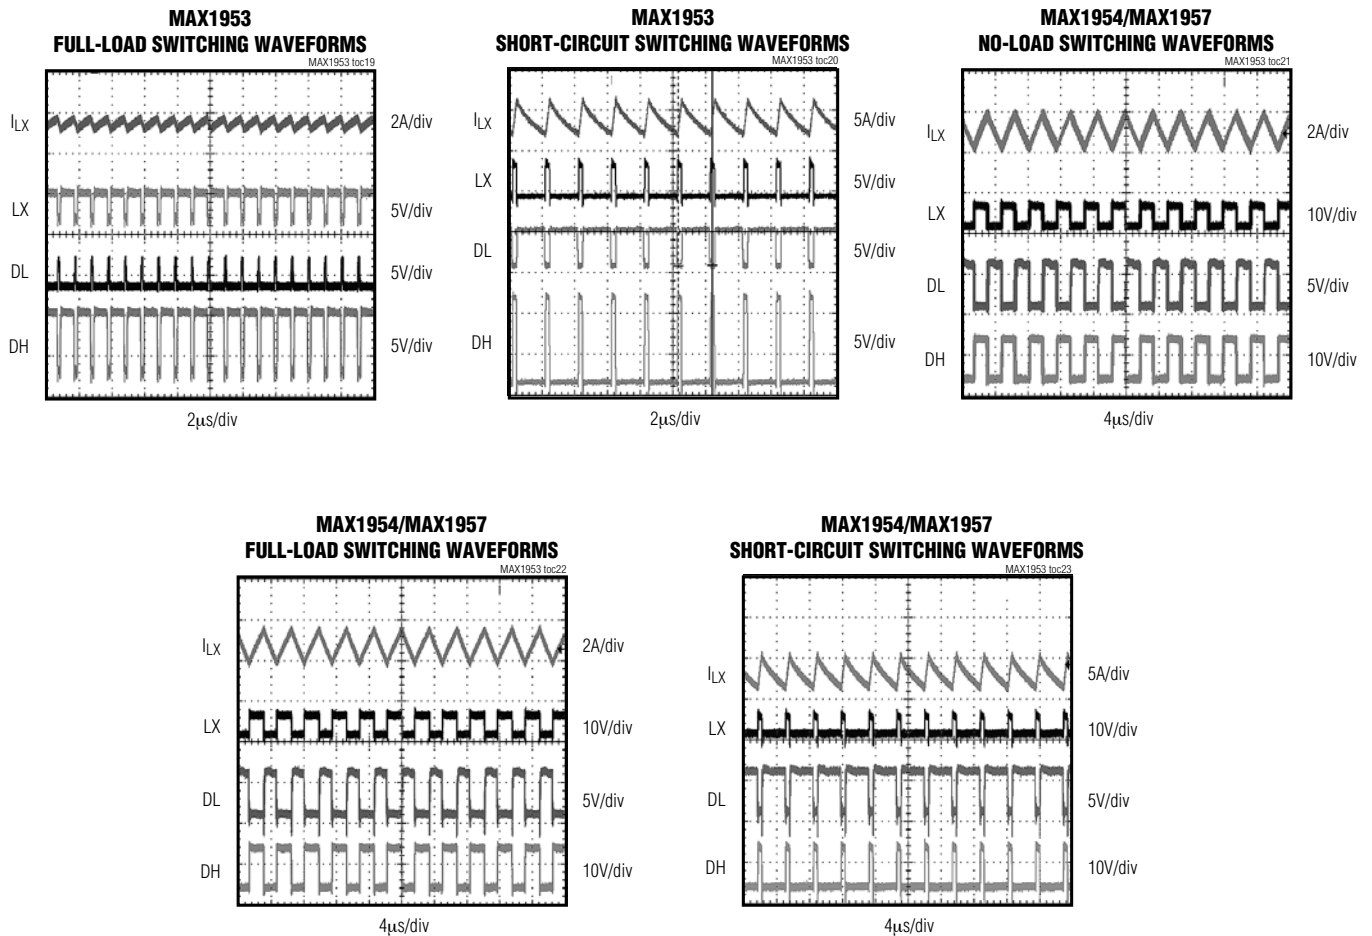 MAX1953
FULL-LOAD SWITCHING WAVEFORMS
MAX1953 toc19
ILX
2A/div
LX
5V/div
DL
5V/div
DH
5V/div
2μs/div
MAX1953
SHORT-CIRCUIT SWITCHING WAVEFORMS
MAX1953 toc20
ILX
5A/div
LX
5V/div
DL
5V/div
DH
5V/div
2μs/div
MAX1954/MAX1957
NO-LOAD SWITCHING WAVEFORMS
MAX1953 toc21
ILX
2A/div
LX
10V/div
DL
5V/div
DH
10V/div
4μs/div
MAX1954/MAX1957
FULL-LOAD SWITCHING WAVEFORMS
MAX1953 toc22
ILX
2A/div
LX
10V/div
DL
5V/div
DH
10V/div
4μs/div
MAX1954/MAX1957
SHORT-CIRCUIT SWITCHING WAVEFORMS
MAX1953 toc23
ILX
5A/div
LX
10V/div
DL
5V/div
DH
10V/div
4μs/div